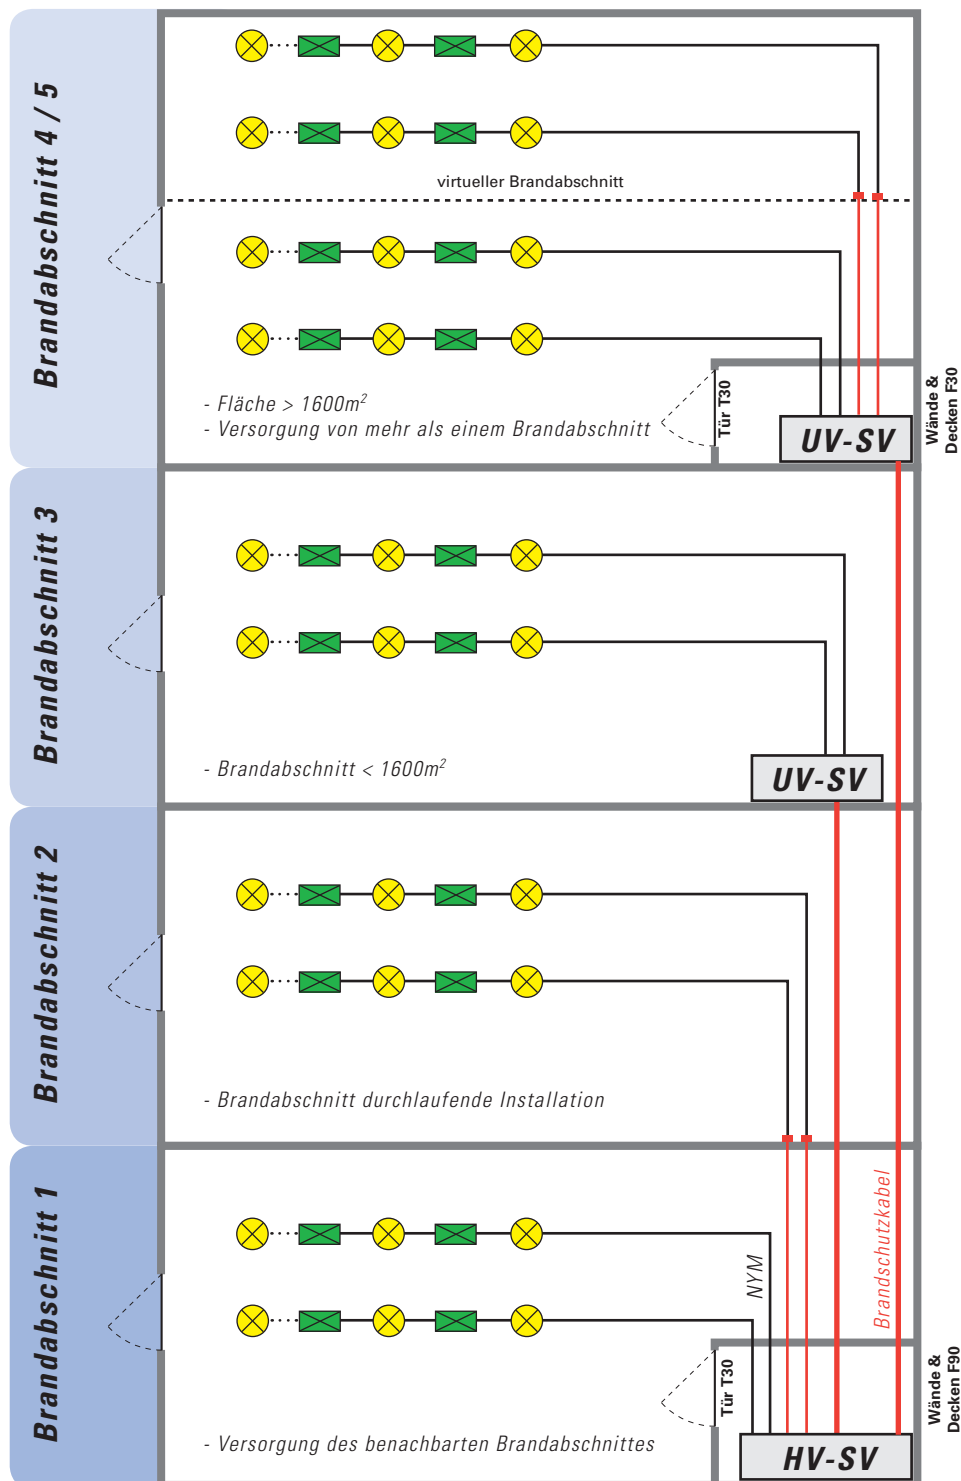 Brandabschnitt 4 / 5
virtueller Brandabschnitt
- Fläche > 1600m²
- Versorgung von mehr als einem Brandabschnitt
Tür T30
UV-SV
Wände &
Decken F30
Brandabschnitt 3
- Brandabschnitt < 1600m²
UV-SV
Brandabschnitt 2
- Brandabschnitt durchlaufende Installation
Brandabschnitt 1
NYM
Brandschutzkabel
Tür T30
Wände &
Decken F90
- Versorgung des benachbarten Brandabschnittes
HV-SV